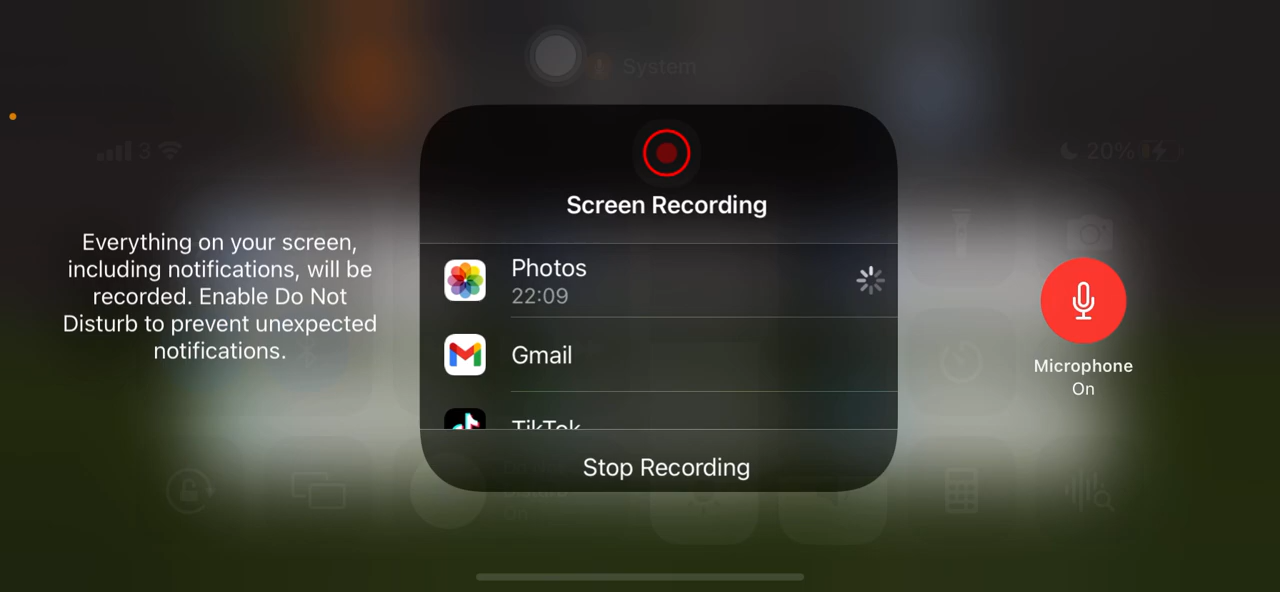 System
3
20%
Screen Recording
Everything on your screen,
including notifications, will be
recorded. Enable Do Not
Disturb to prevent unexpected
notifications.
Photos
22:09
Gmail
TikTok
Microphone
On
Stop Recording
Disturb